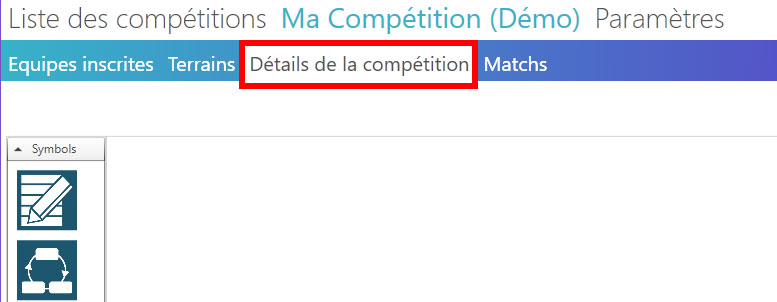 Liste des compétitions Ma Compétition (Démo) Paramètres
Equipes inscrites Terrains Détails de la compétition Matchs
Symbols